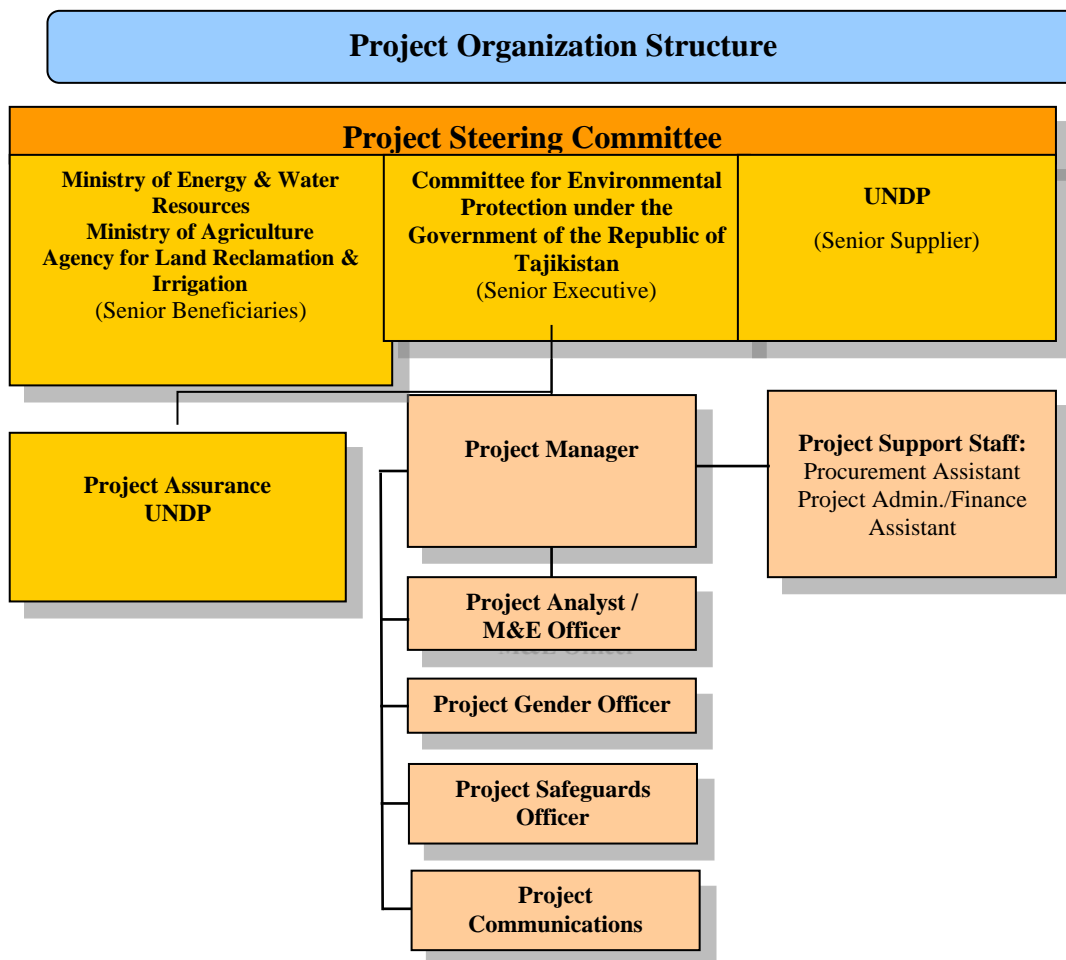 Project Organization Structure
Project Steering Committee
Ministry of Energy & Water
Resources
Ministry of Agriculture
Agency for Land Reclamation &
Irrigation
(Senior Beneficiaries)
Committee for Environmental
Protection under the
Government of the Republic of
Tajikistan
(Senior Executive)
UNDP
(Senior Supplier)
Project Assurance
UNDP
Project Manager
Project Support Staff:
Procurement Assistant
Project Admin./Finance
Assistant
Project Analyst /
M&E Officer
Project Gender Officer
Project Safeguards
Officer
Project
Communications